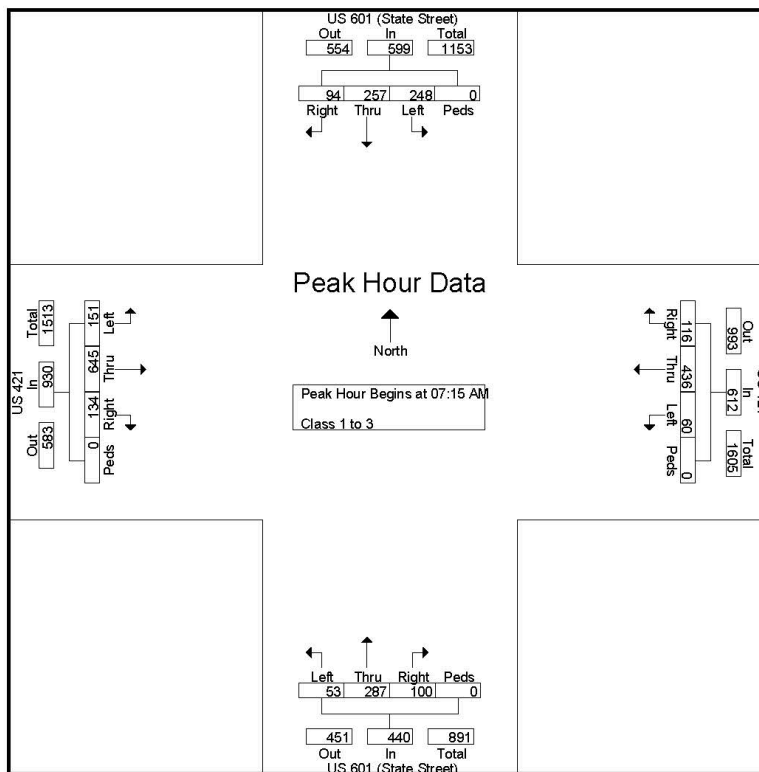 US 601 (State Street)
Out In Total
554 599 1153
94 257 248 0
Right Thru Left Peds
Peak Hour Data
North
Peak Hour Begins at 07:15 AM
Class 1 to 3
US 421
Total In Out
1513 930 583
151 645 134 0
Left Thru Right Peds
Right Thru Left Peds
116 436 60 0
993 612 1605
Out In Total
Left Thru Right Peds
53 287 100 0
451 440 891
Out In Total
US 601 (State Street)